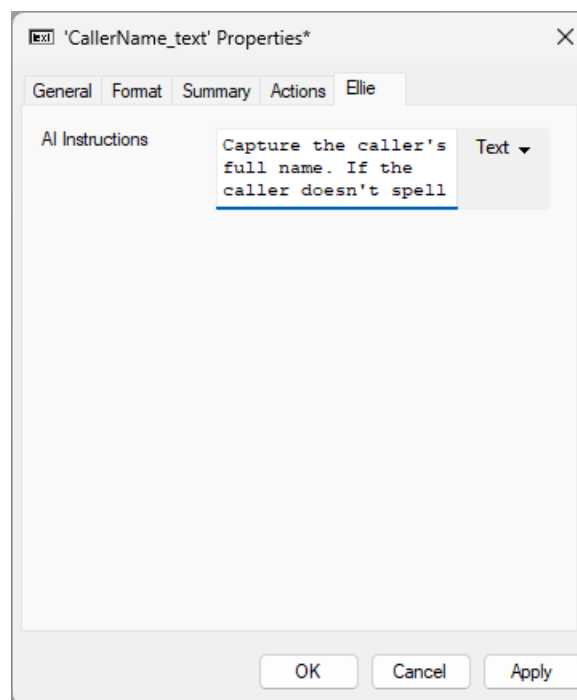 text 'CallerName_text' Properties*
General Format Summary Actions Ellie
AI Instructions
Capture the caller's
full name. If the
caller doesn't spell
Text
OK Cancel Apply